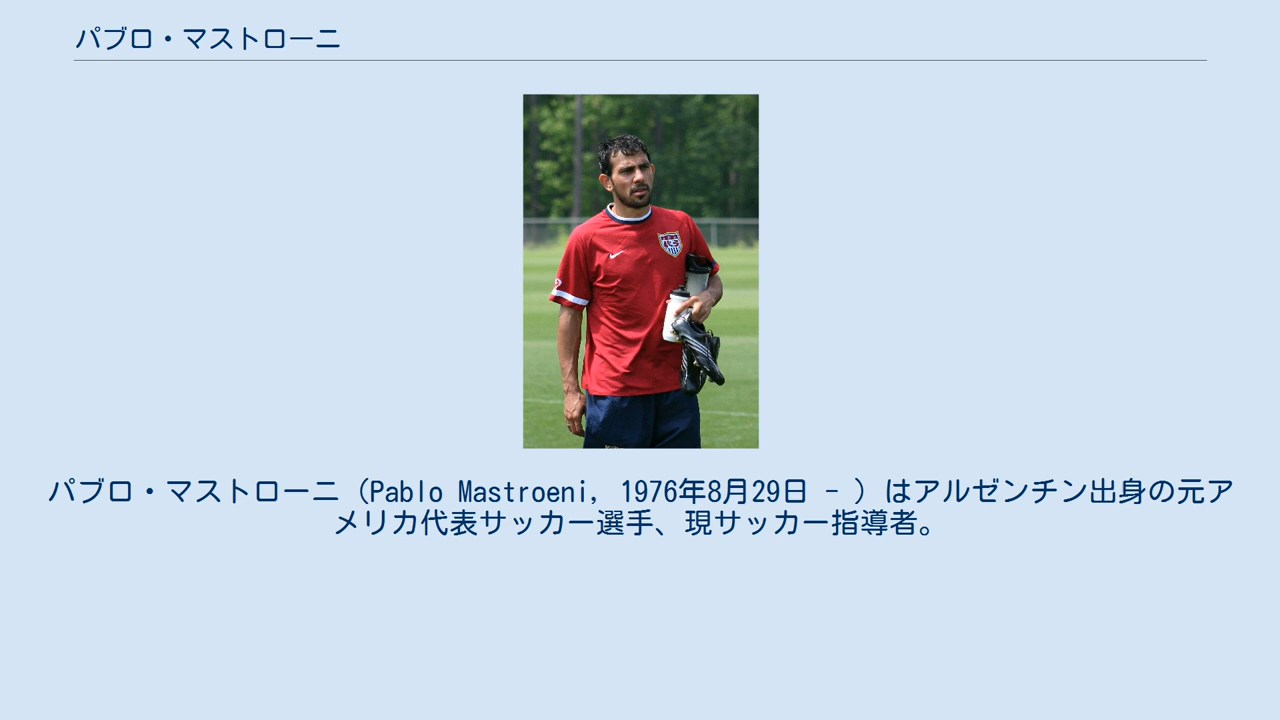 パブロ・マストローニ
パブロ・マストローニ（Pablo Mastroeni, 1976年8月29日 - ）はアルゼンチン出身の元ア
メリカ代表サッカー選手、現サッカー指導者。